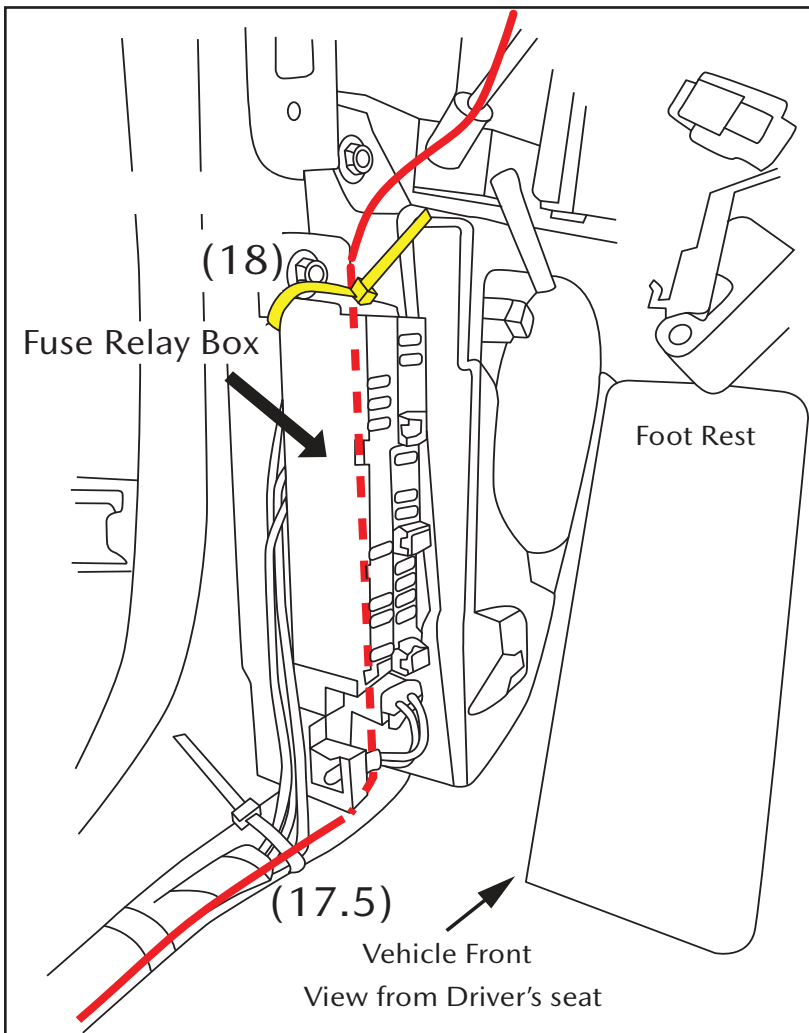 (18)
Fuse Relay Box
Foot Rest
(17.5)
Vehicle Front
View from Driver's seat